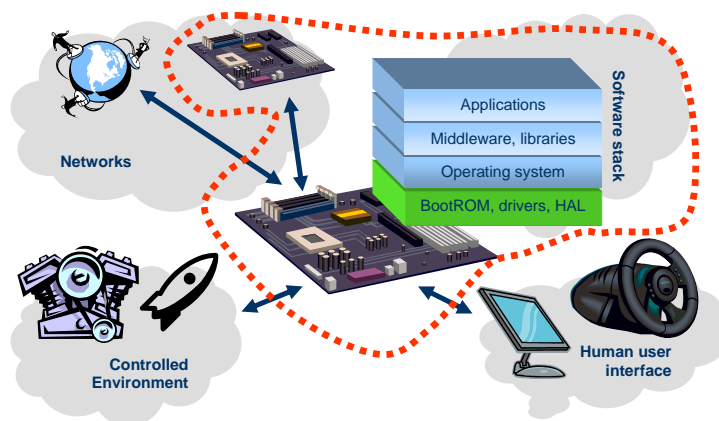 Applications
Middleware, libraries
Operating system
BootROM, drivers, HAL
Software stack
Networks
Controlled
Environment
Human user
interface